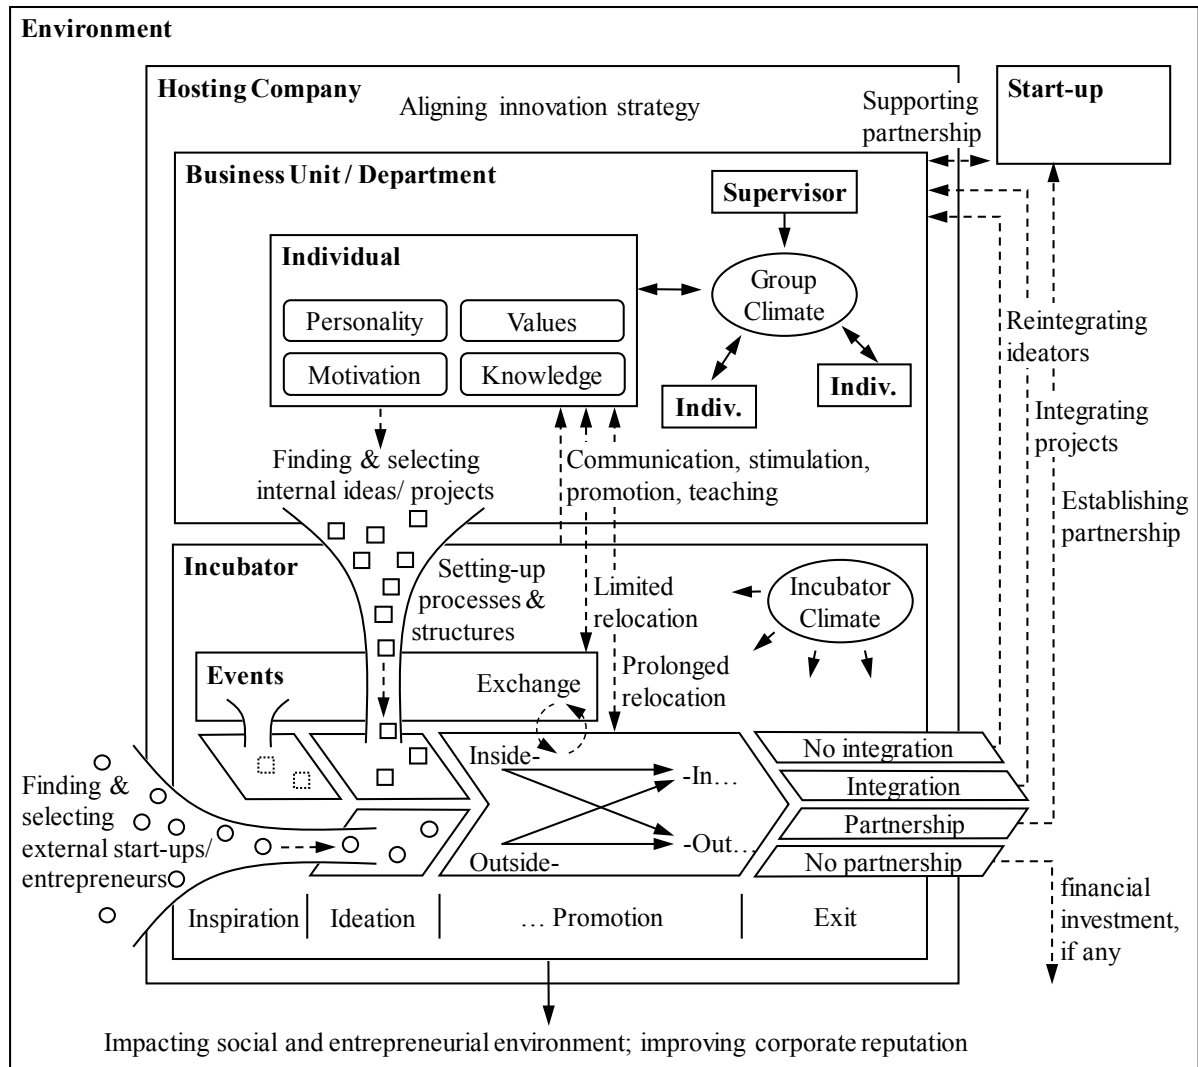 Environment
Hosting Company
Aligning innovation strategy
Supporting
partnership
Start-up
Business Unit / Department
Supervisor
Individual
Group
Climate
Personality
Values
Motivation
Knowledge
Indiv.
Indiv.
Reintegrating
ideators
Integrating
projects
Establishing
partnership
Finding & selecting
internal ideas/ projects
Communication, stimulation,
promotion, teaching
Incubator
Setting-up
processes &
structures
Limited
relocation
Incubator
Climate
Events
Exchange
Prolonged
relocation
Inside-
-In…
Outside-
-Out…
No integration
Integration
Partnership
No partnership
Finding &
selecting
external start-ups/
entrepreneurs
Inspiration
Ideation
… Promotion
Exit
financial
investment,
if any
Impacting social and entrepreneurial environment; improving corporate reputation